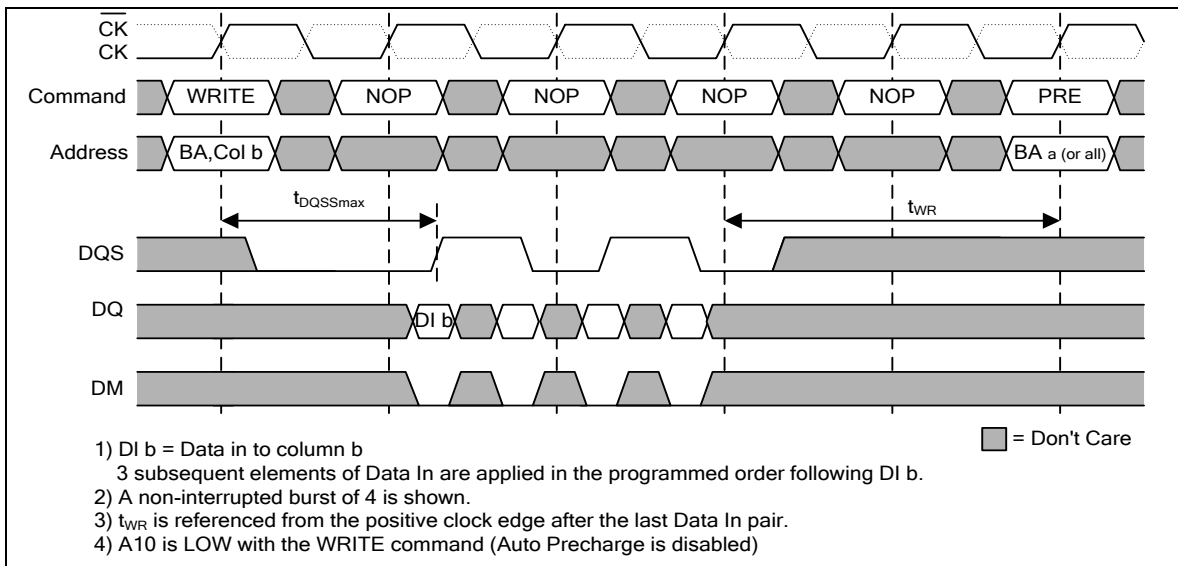 CK
CK
Command WRITE NOP NOP NOP NOP PRE
Address BA,Col b BA a (or all)
tDQSSmax tWR
DQS
DQ DI b
DM
1) DI b = Data in to column b
3 subsequent elements of Data In are applied in the programmed order following DI b.
2) A non-interrupted burst of 4 is shown.
3) tWR is referenced from the positive clock edge after the last Data In pair.
4) A10 is LOW with the WRITE command (Auto Precharge is disabled)
= Don't Care